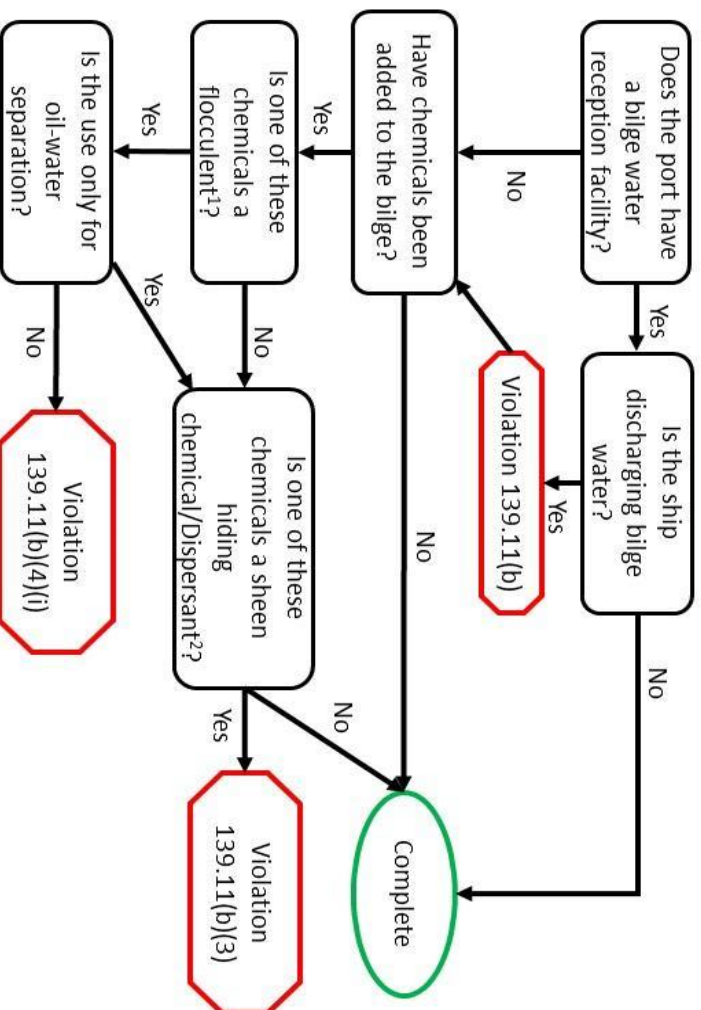 Does the port have
a bilge water
reception facility?
Yes
Is the ship
discharging bilge
water?
No
No
Yes
Violation 139.11(b)
Have chemicals been
added to the bilge?
No
Complete
Yes
Is one of these
chemicals a
flocculent¹?
No
Is one of these
chemicals a sheen
hiding
chemical/Dispersant²?
No
Yes
Violation
139.11(b)(3)
Yes
Is the use only for
oil-water
separation?
Yes
No
Violation
139.11(b)(4)(i)